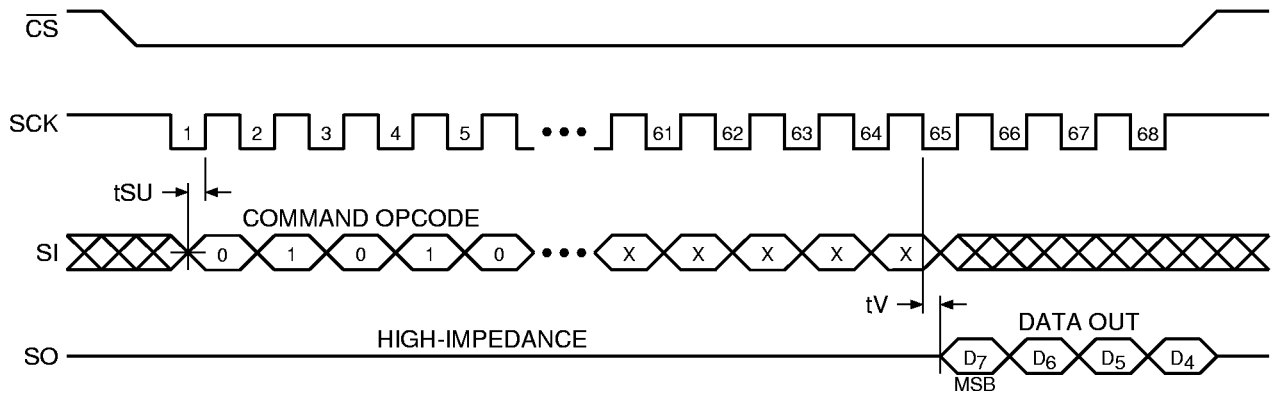 CS
SCK 1 2 3 4 5 ••• 61 62 63 64 65 66 67 68
tSU
COMMAND OPCODE
SI 0 1 0 1 0 ••• X X X X X
tV
HIGH-IMPEDANCE
DATA OUT
SO D7 D6 D5 D4
MSB